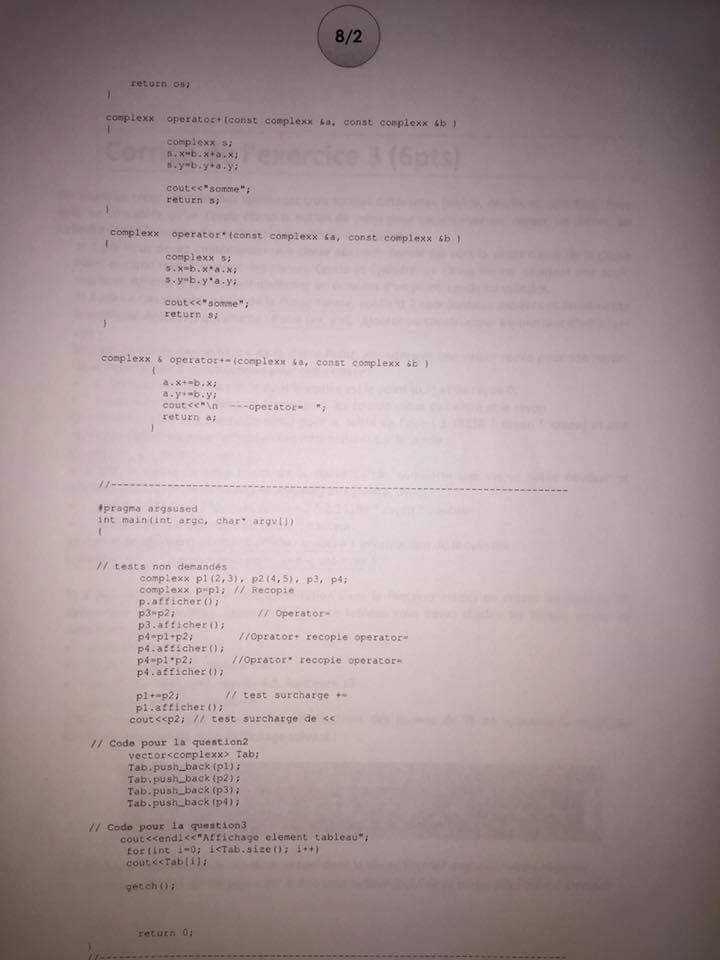 8/2
return os;
}
complexx operator+(const complexx &a, const complexx &b )
{
complexx s;
s.x=b.x+a.x;
s.y=b.y+a.y;
cout<<"somme";
return s;
}
complexx operator*(const complexx &a, const complexx &b )
{
complexx s;
s.x=b.x*a.x;
s.y=b.y*a.y;
cout<<"somme";
return s;
}
complexx & operator+=(complexx &a, const complexx &b )
{
a.x+=b.x;
a.y+=b.y;
cout<<"\n ---operator= ";
return a;
}
//---------------------------------------------------------------------------
#pragma argsused
int main(int argc, char* argv[])
{
// tests non demandés
complexx p1(2,3), p2(4,5), p3, p4;
complexx p=p1; // Recopie
p.afficher();
p3=p2; // Operator=
p3.afficher();
p4=p1+p2; //Oprator+ recopie operator=
p4.afficher();
p4=p1*p2; //Oprator* recopie operator=
p4.afficher();
p1+=p2; // test surcharge +=
p1.afficher();
cout<<p2; // test surcharge de <<
// Code pour la question2
vector<complexx> Tab;
Tab.push_back(p1);
Tab.push_back(p2);
Tab.push_back(p3);
Tab.push_back(p4);
// Code pour la question3
cout<<endl<<"Affichage element tableau";
for(int i=0; i<Tab.size(); i++)
cout<<Tab[i];
getch();
return 0;
}
//---------------------------------------------------------------------------